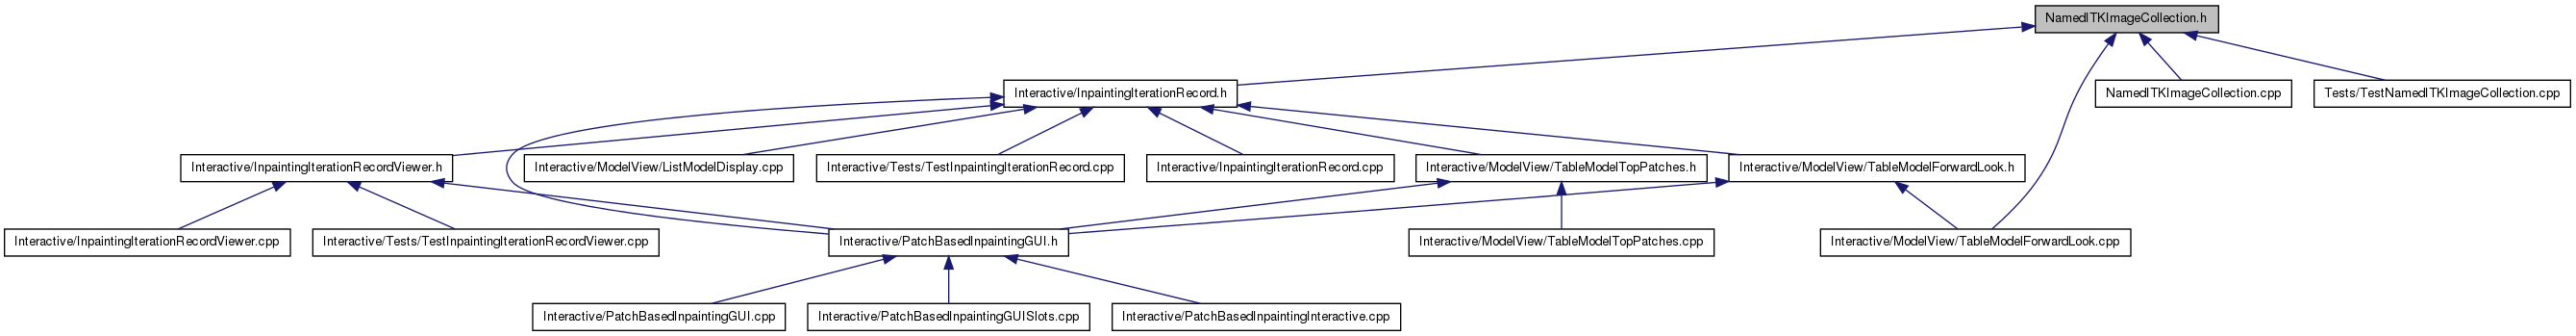 NamedITKImageCollection.h
Interactive/InpaintingIterationRecord.h
NamedITKImageCollection.cpp
Tests/TestNamedITKImageCollection.cpp
Interactive/InpaintingIterationRecordViewer.h
Interactive/ModelView/ListModelDisplay.cpp
Interactive/Tests/TestInpaintingIterationRecord.cpp
Interactive/InpaintingIterationRecord.cpp
Interactive/ModelView/TableModelTopPatches.h
Interactive/ModelView/TableModelForwardLook.h
Interactive/InpaintingIterationRecordViewer.cpp
Interactive/Tests/TestInpaintingIterationRecordViewer.cpp
Interactive/PatchBasedInpaintingGUI.h
Interactive/ModelView/TableModelTopPatches.cpp
Interactive/ModelView/TableModelForwardLook.cpp
Interactive/PatchBasedInpaintingGUI.cpp
Interactive/PatchBasedInpaintingGUISlots.cpp
Interactive/PatchBasedInpaintingInteractive.cpp